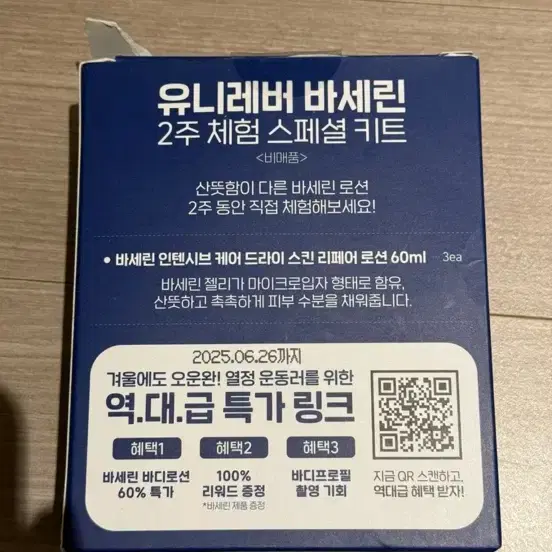 유니레버 바세린
2주 체험 스페셜 키트
<비매품>
산뜻함이 다른 바세린 로션
2주 동안 직접 체험해보세요!
• 바세린 인텐시브 케어 드라이 스킨 리페어 로션 60ml 3ea
바세린 젤리가 마이크로입자 형태로 함유,
산뜻하고 촉촉하게 피부 수분을 채워줍니다.
2025.06.26까지
겨울에도 오운완! 열정 운동러를 위한
역.대.급 특가 링크
혜택1 혜택2 혜택3
바세린 바디로션 100% 바디프로필
60% 특가 리워드 증정 촬영 기회
*바세린 제품 증정
지금 QR 스캔하고,
역대급 혜택 받자!